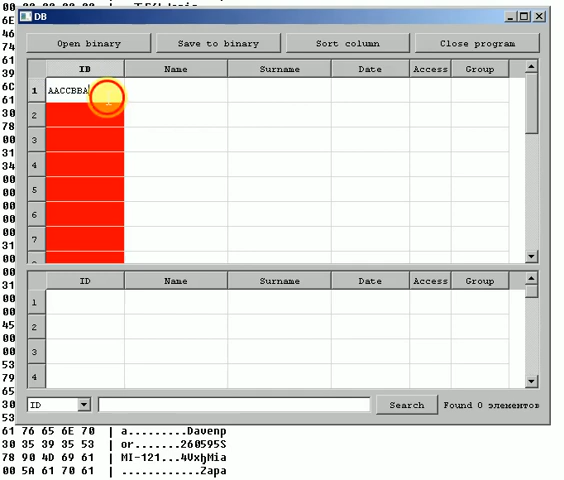 DB
Open binary Save to binary Sort column Close program
ID Name Surname Date Access Group
1 AACCBBA
2
3
4
5
6
7
ID Name Surname Date Access Group
1
2
3
4
ID Search Found 0 элементов
61 76 65 6E 70 | a.........Davenp
30 35 39 35 53 | or.......260595S
78 90 4D 69 61 | MI-121...4VxђMia
00 5A 61 70 61 | ............Zapa